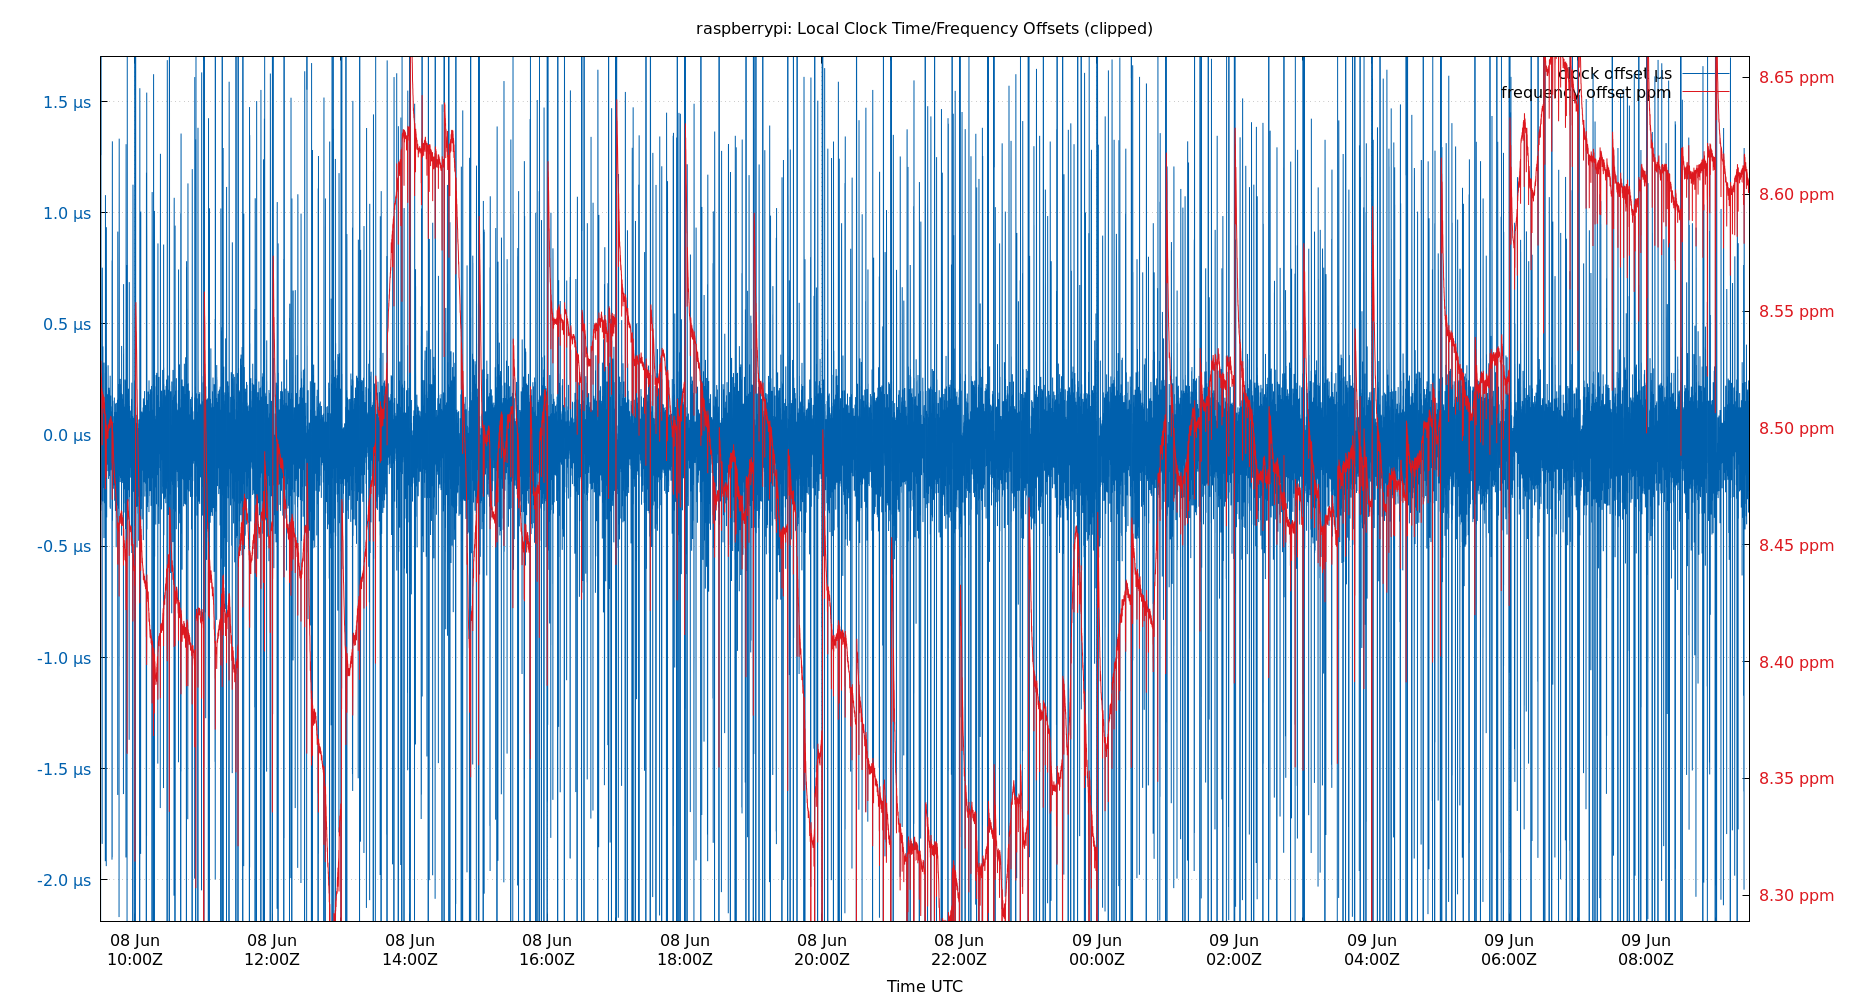 raspberrypi: Local Clock Time/Frequency Offsets (clipped)
clock offset µs
frequency offset ppm
1.5 µs
1.0 µs
0.5 µs
0.0 µs
-0.5 µs
-1.0 µs
-1.5 µs
-2.0 µs
8.65 ppm
8.60 ppm
8.55 ppm
8.50 ppm
8.45 ppm
8.40 ppm
8.35 ppm
8.30 ppm
08 Jun 08 Jun 08 Jun 08 Jun 08 Jun 08 Jun 08 Jun 09 Jun 09 Jun 09 Jun 09 Jun 09 Jun
10:00Z 12:00Z 14:00Z 16:00Z 18:00Z 20:00Z 22:00Z 00:00Z 02:00Z 04:00Z 06:00Z 08:00Z
Time UTC